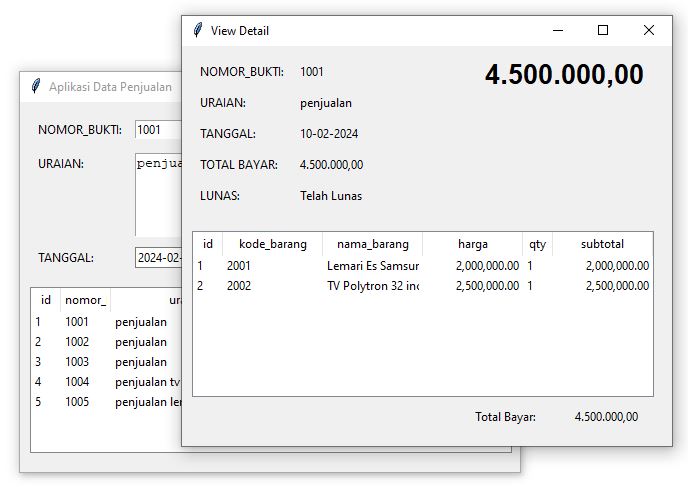 View Detail
NOMOR_BUKTI: 1001 4.500.000,00
URAIAN: penjualan
TANGGAL: 10-02-2024
TOTAL BAYAR: 4.500.000,00
LUNAS: Telah Lunas
id kode_barang nama_barang harga qty subtotal
1 2001 Lemari Es Samsur 2,000,000.00 1 2,000,000.00
2 2002 TV Polytron 32 inc 2,500,000.00 1 2,500,000.00
Total Bayar: 4.500.000,00
Aplikasi Data Penjualan
NOMOR_BUKTI: 1001
URAIAN: penjua
TANGGAL: 2024-02-
id nomor_ ura
1 1001 penjualan
2 1002 penjualan
3 1003 penjualan
4 1004 penjualan tv
5 1005 penjualan ler